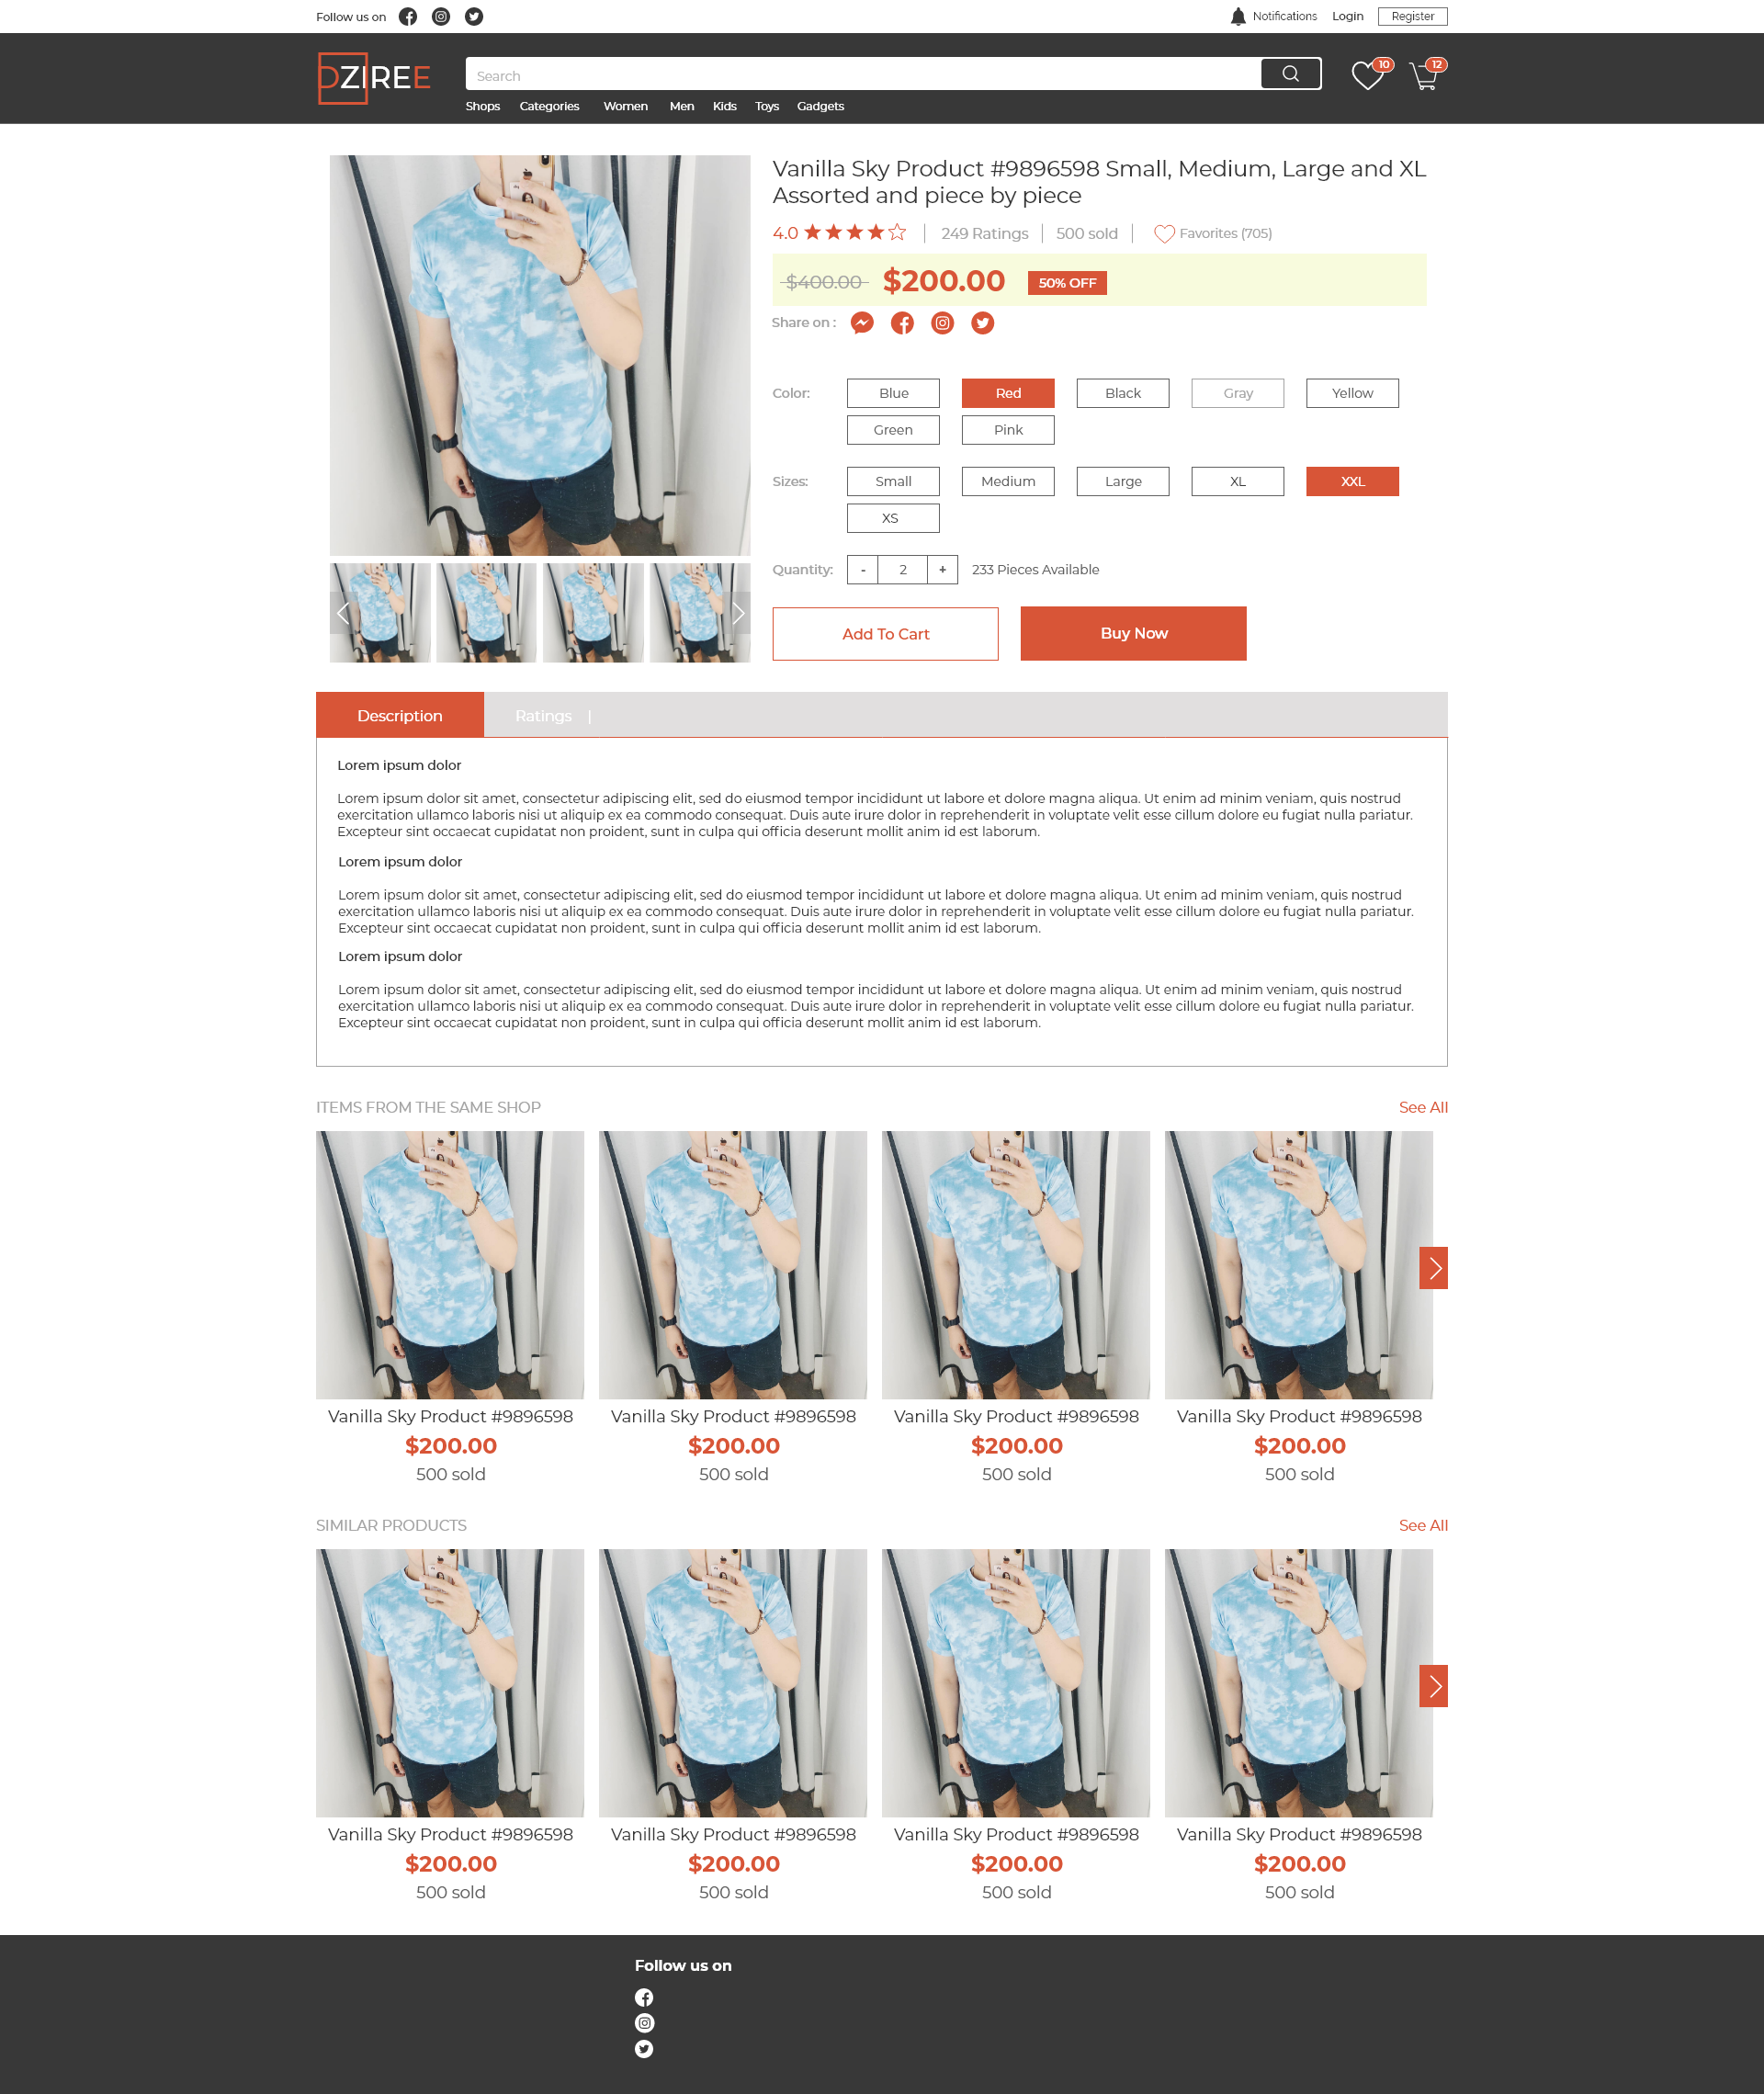 Follow us on
Notifications Login Register
DZIREE
Search
10
12
Shops Categories Women Men Kids Toys Gadgets
Vanilla Sky Product #9896598 Small, Medium, Large and XL
Assorted and piece by piece
4.0 249 Ratings 500 sold Favorites (705)
$400.00 $200.00 50% OFF
Share on :
Color: Blue Red Black Gray Yellow
Green Pink
Sizes: Small Medium Large XL XXL
XS
Quantity: - 2 + 233 Pieces Available
Add To Cart Buy Now
Description Ratings |
Lorem ipsum dolor
Lorem ipsum dolor sit amet, consectetur adipiscing elit, sed do eiusmod tempor incididunt ut labore et dolore magna aliqua. Ut enim ad minim veniam, quis nostrud
exercitation ullamco laboris nisi ut aliquip ex ea commodo consequat. Duis aute irure dolor in reprehenderit in voluptate velit esse cillum dolore eu fugiat nulla pariatur.
Excepteur sint occaecat cupidatat non proident, sunt in culpa qui officia deserunt mollit anim id est laborum.
Lorem ipsum dolor
Lorem ipsum dolor sit amet, consectetur adipiscing elit, sed do eiusmod tempor incididunt ut labore et dolore magna aliqua. Ut enim ad minim veniam, quis nostrud
exercitation ullamco laboris nisi ut aliquip ex ea commodo consequat. Duis aute irure dolor in reprehenderit in voluptate velit esse cillum dolore eu fugiat nulla pariatur.
Excepteur sint occaecat cupidatat non proident, sunt in culpa qui officia deserunt mollit anim id est laborum.
Lorem ipsum dolor
Lorem ipsum dolor sit amet, consectetur adipiscing elit, sed do eiusmod tempor incididunt ut labore et dolore magna aliqua. Ut enim ad minim veniam, quis nostrud
exercitation ullamco laboris nisi ut aliquip ex ea commodo consequat. Duis aute irure dolor in reprehenderit in voluptate velit esse cillum dolore eu fugiat nulla pariatur.
Excepteur sint occaecat cupidatat non proident, sunt in culpa qui officia deserunt mollit anim id est laborum.
ITEMS FROM THE SAME SHOP See All
Vanilla Sky Product #9896598 Vanilla Sky Product #9896598 Vanilla Sky Product #9896598 Vanilla Sky Product #9896598
$200.00 $200.00 $200.00 $200.00
500 sold 500 sold 500 sold 500 sold
SIMILAR PRODUCTS See All
Vanilla Sky Product #9896598 Vanilla Sky Product #9896598 Vanilla Sky Product #9896598 Vanilla Sky Product #9896598
$200.00 $200.00 $200.00 $200.00
500 sold 500 sold 500 sold 500 sold
Follow us on